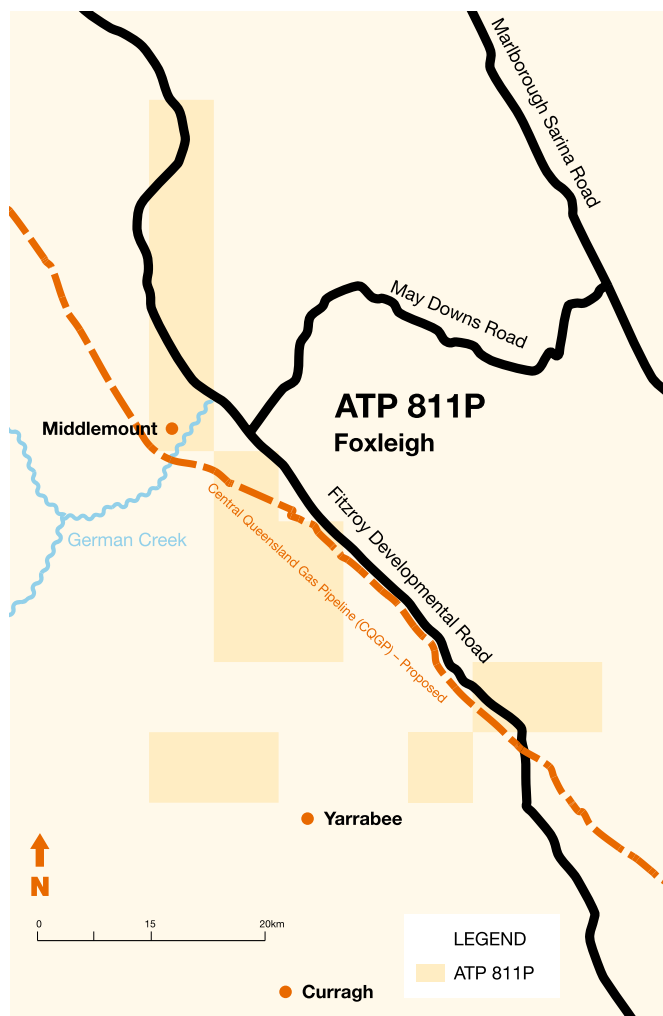 Marlborough Sarina Road
May Downs Road
ATP 811P
Foxleigh
Middlemount
Fitzroy Developmental Road
Central Queensland Gas Pipeline (CQGP) – Proposed
German Creek
Yarrabee
N
0 15 20km
LEGEND
ATP 811P
Curragh